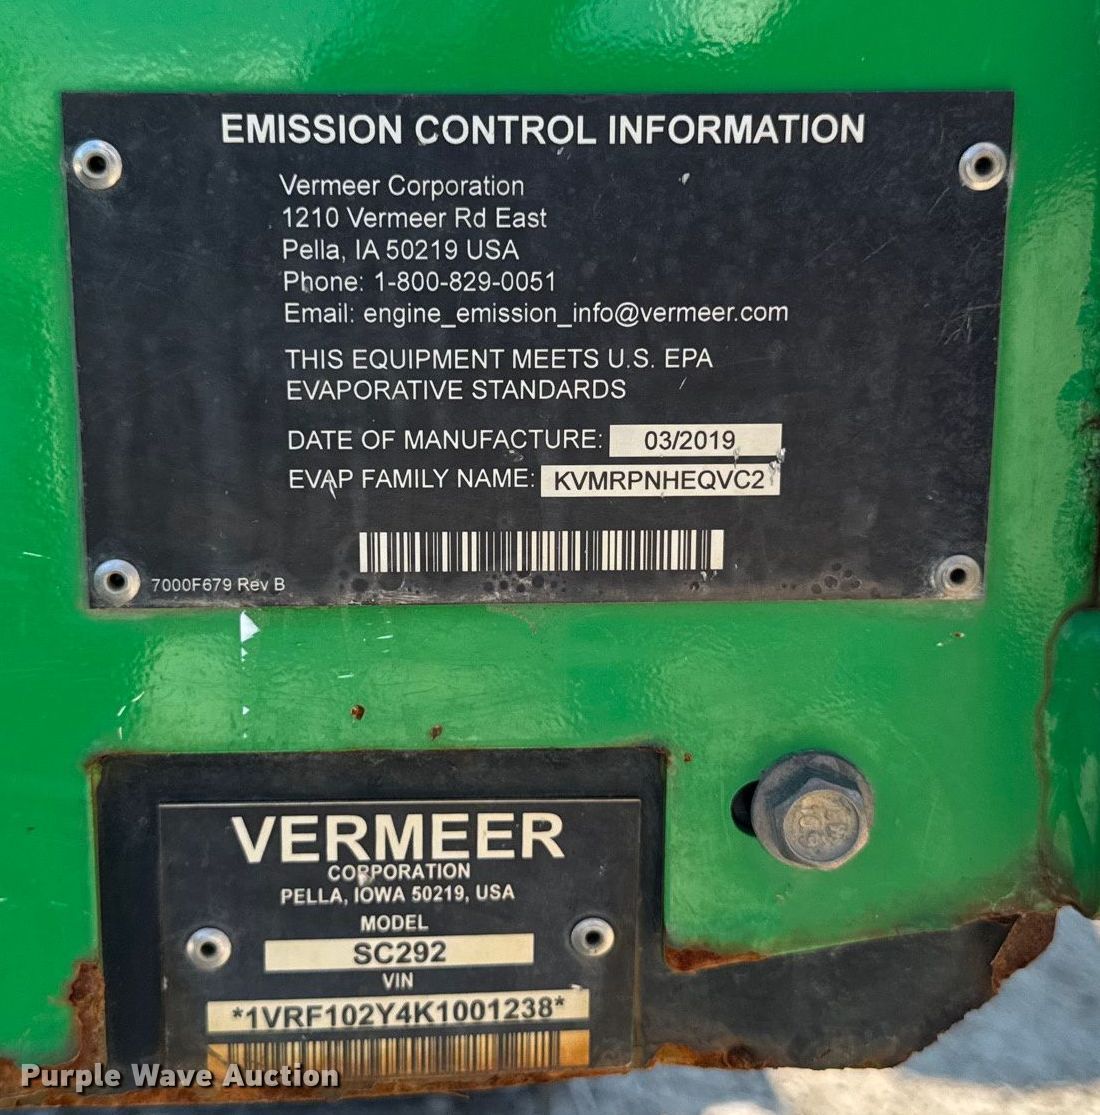 EMISSION CONTROL INFORMATION
Vermeer Corporation
1210 Vermeer Rd East
Pella, IA 50219 USA
Phone: 1-800-829-0051
Email: engine_emission_info@vermeer.com
THIS EQUIPMENT MEETS U.S. EPA
EVAPORATIVE STANDARDS
DATE OF MANUFACTURE: 03/2019
EVAP FAMILY NAME: KVMRPNHEQVC2
7000F679 Rev B
VERMEER
CORPORATION
PELLA, IOWA 50219, USA
MODEL
SC292
VIN
*1VRF102Y4K1001238*
Purple Wave Auction